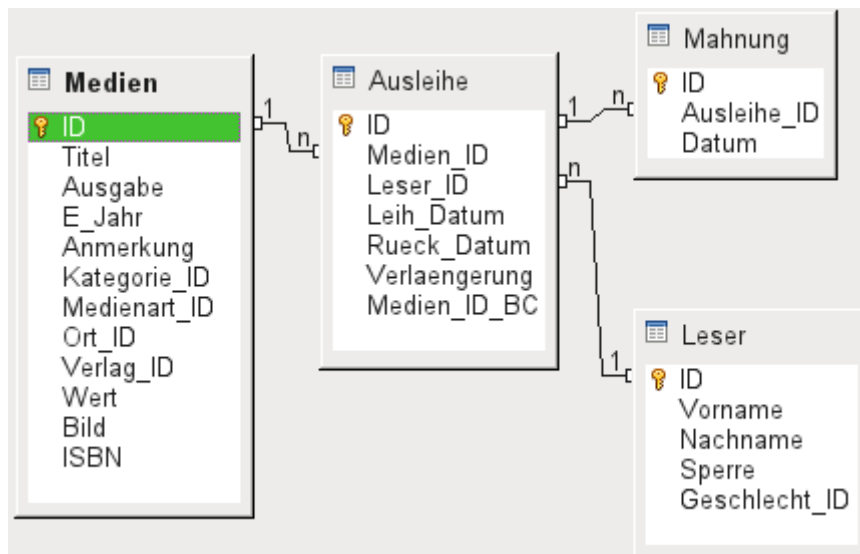 Medien
ID
Titel
Ausgabe
E_Jahr
Anmerkung
Kategorie_ID
Medienart_ID
Ort_ID
Verlag_ID
Wert
Bild
ISBN
1
n
Ausleihe
ID
Medien_ID
Leser_ID
Leih_Datum
Rueck_Datum
Verlaengerung
Medien_ID_BC
1
n
n
1
Mahnung
ID
Ausleihe_ID
Datum
Leser
ID
Vorname
Nachname
Sperre
Geschlecht_ID